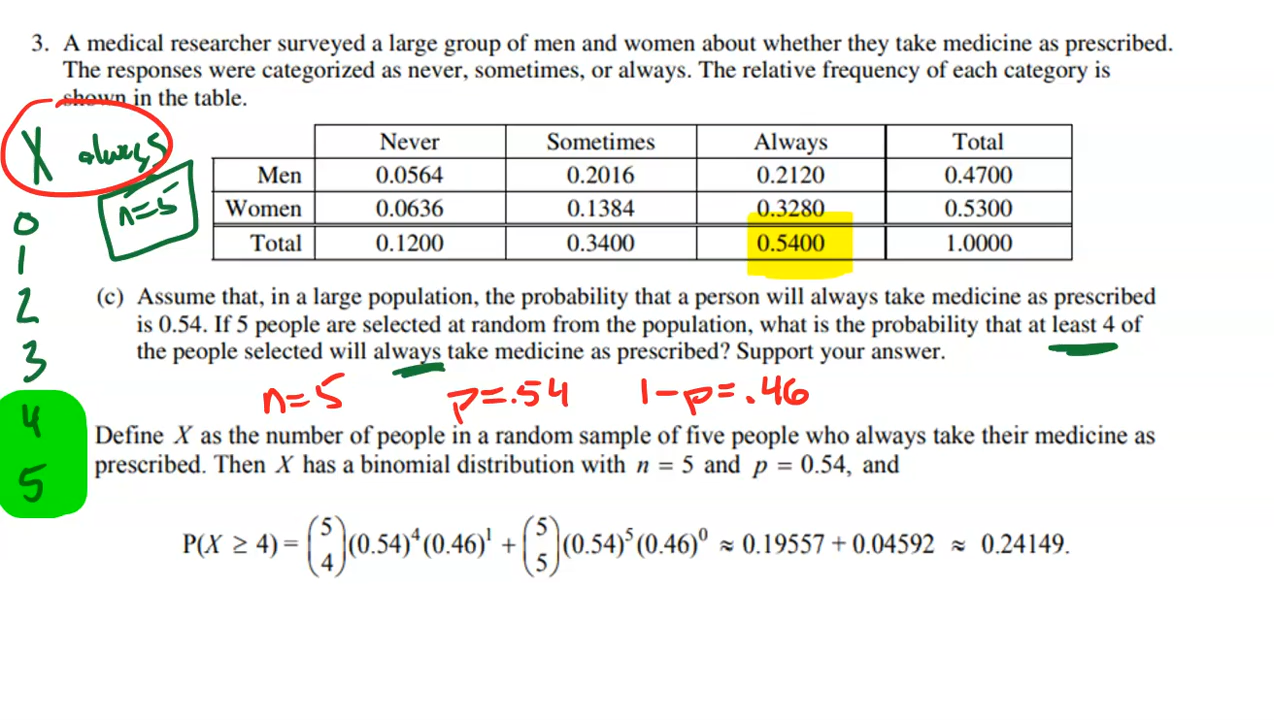 3. A medical researcher surveyed a large group of men and women about whether they take medicine as prescribed.
The responses were categorized as never, sometimes, or always. The relative frequency of each category is
shown in the table.
X always
n=5
0
1
2
3
4
5
Never Sometimes Always Total
Men 0.0564 0.2016 0.2120 0.4700
Women 0.0636 0.1384 0.3280 0.5300
Total 0.1200 0.3400 0.5400 1.0000
(c) Assume that, in a large population, the probability that a person will always take medicine as prescribed
is 0.54. If 5 people are selected at random from the population, what is the probability that at least 4 of
the people selected will always take medicine as prescribed? Support your answer.
n=5 p=.54 1-p=.46
Define X as the number of people in a random sample of five people who always take their medicine as
prescribed. Then X has a binomial distribution with n = 5 and p = 0.54, and
P(X ≥ 4) = (5 4)(0.54)⁴(0.46)¹ + (5 5)(0.54)⁵(0.46)⁰ ≈ 0.19557 + 0.04592 ≈ 0.24149.